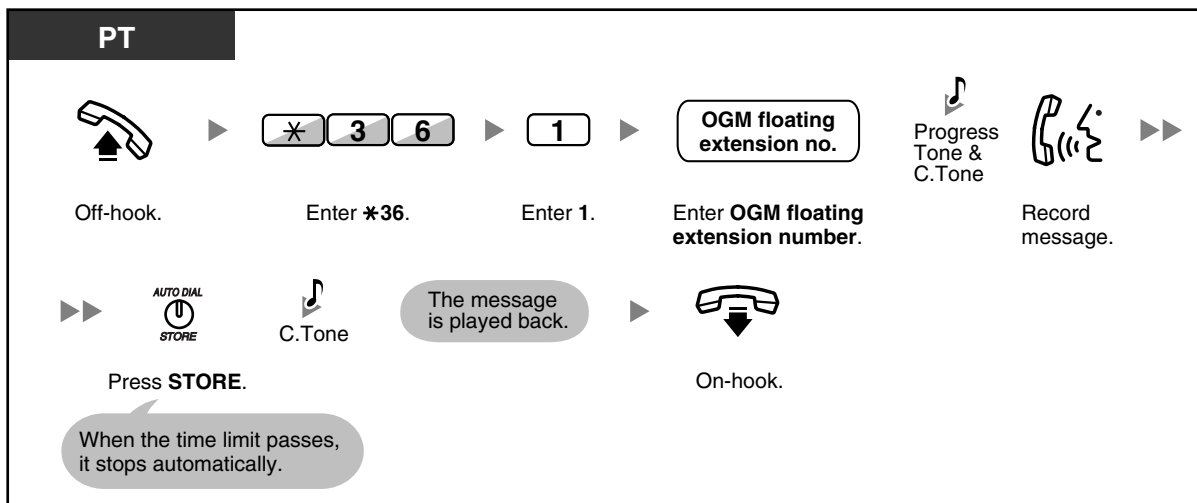 PT
* 3 6
1
OGM floating
extension no.
Progress
Tone &
C.Tone
Off-hook.
Enter *36.
Enter 1.
Enter OGM floating
extension number.
Record
message.
AUTO DIAL
STORE
C.Tone
The message
is played back.
Press STORE.
On-hook.
When the time limit passes,
it stops automatically.